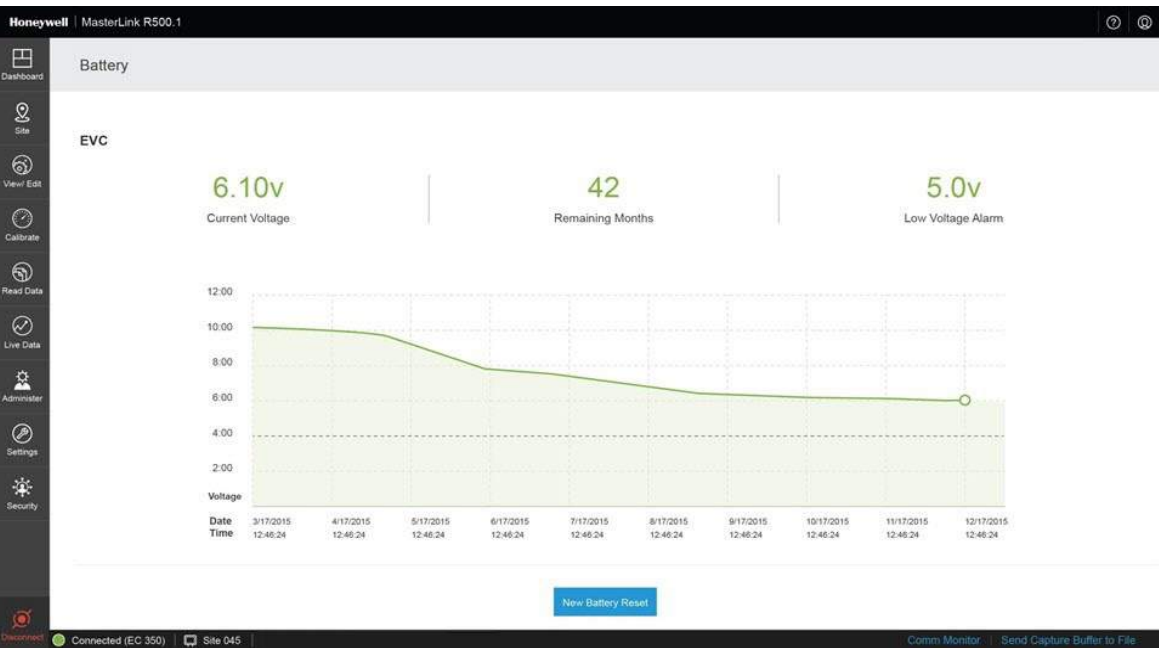 Honeywell | MasterLink R500.1
Dashboard
Site
View/ Edit
Calibrate
Read Data
Live Data
Administer
Settings
Security
Disconnect
Battery
EVC
6.10v 42 5.0v
Current Voltage Remaining Months Low Voltage Alarm
12:00
10:00
8:00
6:00
4:00
2:00
Voltage
Date 3/17/2015 4/17/2015 5/17/2015 6/17/2015 7/17/2015 8/17/2015 9/17/2015 10/17/2015 11/17/2015 12/17/2015
Time 12:46:24 12:46:24 12:46:24 12:46:24 12:46:24 12:46:24 12:46:24 12:46:24 12:46:24 12:46:24
New Battery Reset
Connected (EC 350) | Site 045 | Comm Monitor | Send Capture Buffer to File